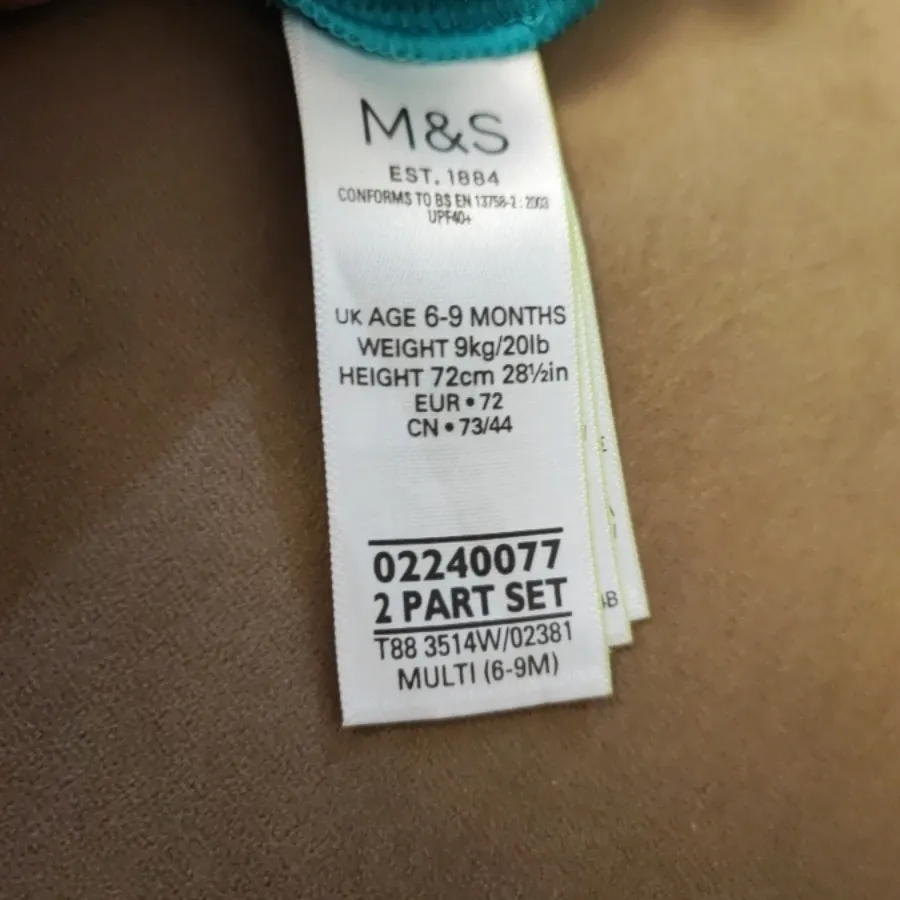 M&S
EST. 1884
CONFORMS TO BS EN 13758-2 : 2003
UPF40+
UK AGE 6-9 MONTHS
WEIGHT 9kg/20lb
HEIGHT 72cm 28½in
EUR • 72
CN • 73/44
02240077
2 PART SET
T88 3514W/02381
MULTI (6-9M)